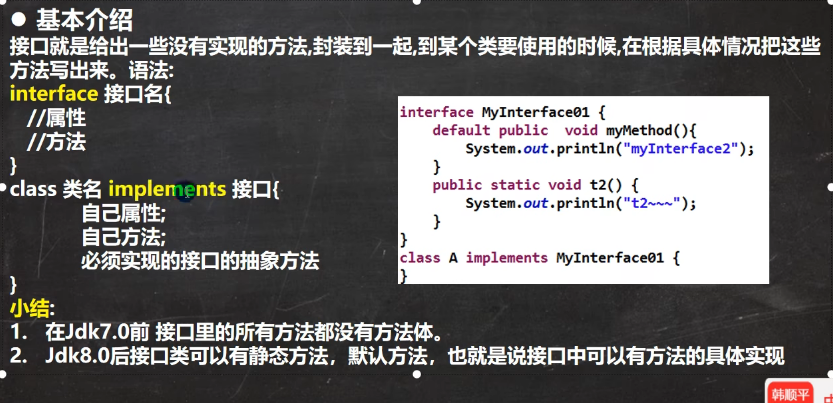 ● 基本介绍
接口就是给出一些没有实现的方法,封装到一起,到某个类要使用的时候,在根据具体情况把这些
方法写出来。语法:
interface 接口名{
//属性
//方法
}
class 类名 implements 接口{
自己属性;
自己方法;
必须实现的接口的抽象方法
}
小结:
1. 在Jdk7.0前 接口里的所有方法都没有方法体。
2. Jdk8.0后接口类可以有静态方法，默认方法，也就是说接口中可以有方法的具体实现
interface MyInterface01 {
default public  void myMethod(){
System.out.println("myInterface2");
}
public static void t2() {
System.out.println("t2~~~");
}
}
class A implements MyInterface01 {
}
韩顺平